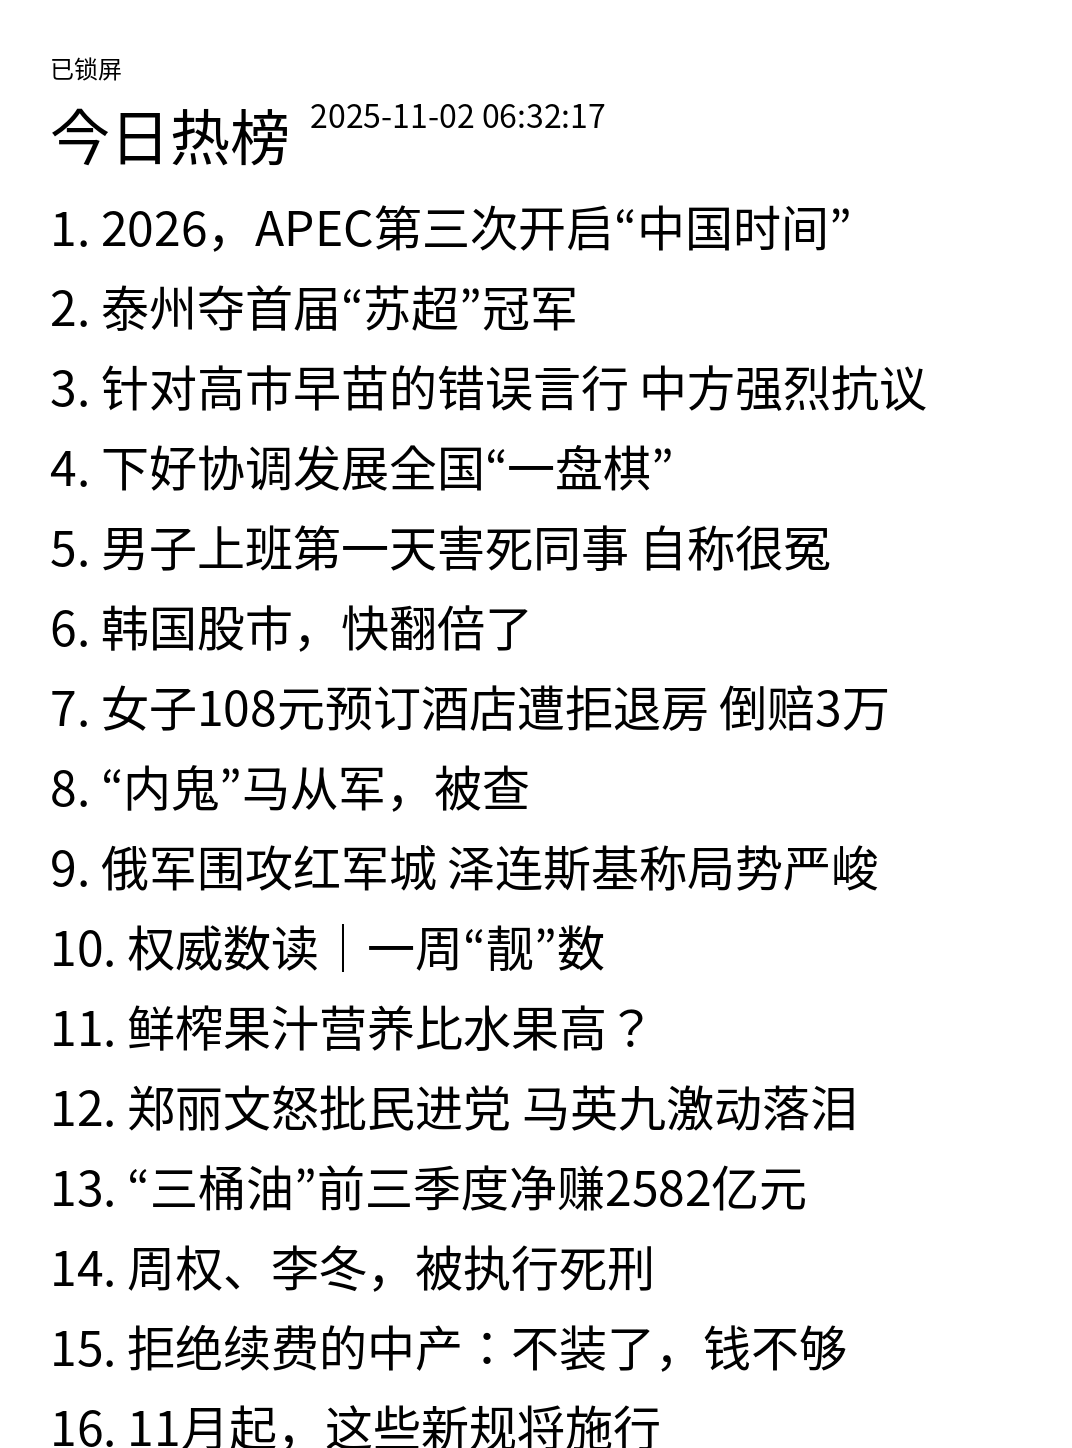 已锁屏
今日热榜 2025-11-02 06:32:17
1. 2026，APEC第三次开启“中国时间”
2. 泰州夺首届“苏超”冠军
3. 针对高市早苗的错误言行 中方强烈抗议
4. 下好协调发展全国“一盘棋”
5. 男子上班第一天害死同事 自称很冤
6. 韩国股市，快翻倍了
7. 女子108元预订酒店遭拒退房 倒赔3万
8. “内鬼”马从军，被查
9. 俄军围攻红军城 泽连斯基称局势严峻
10. 权威数读｜一周“靓”数
11. 鲜榨果汁营养比水果高？
12. 郑丽文怒批民进党 马英九激动落泪
13. “三桶油”前三季度净赚2582亿元
14. 周权、李冬，被执行死刑
15. 拒绝续费的中产：不装了，钱不够
16. 11月起，这些新规将施行